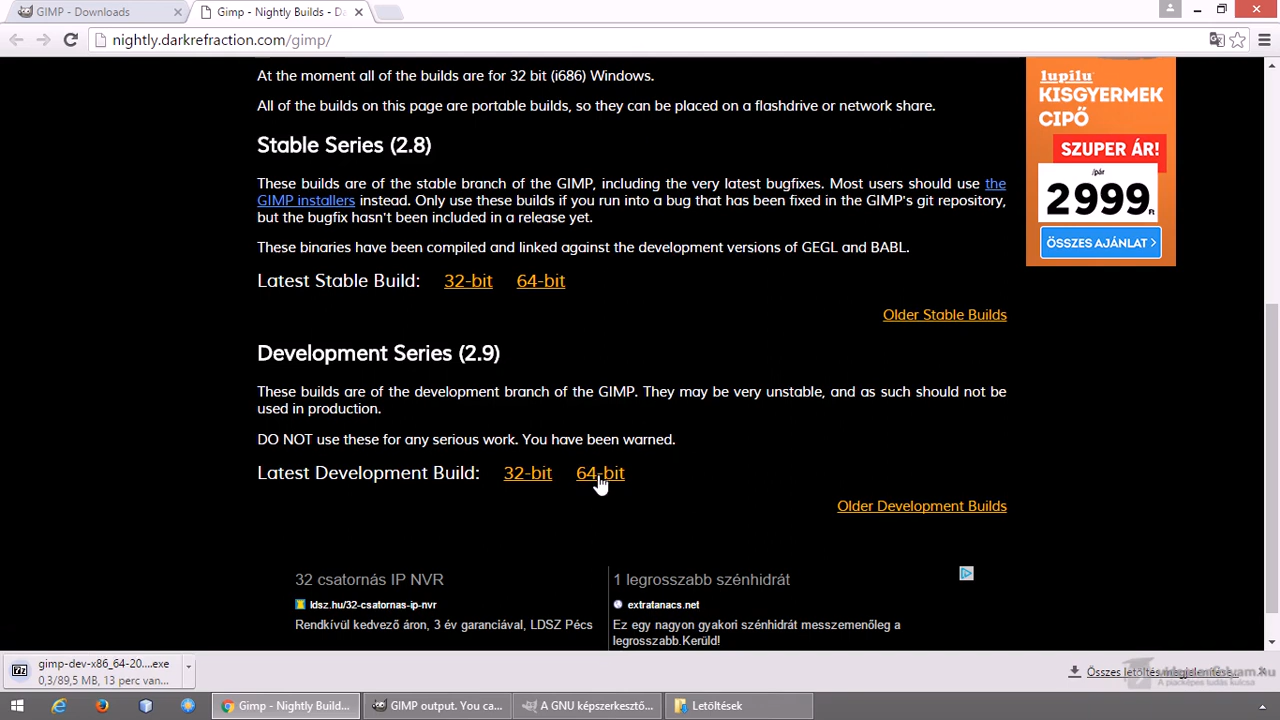 GIMP - Downloads
Gimp - Nightly Builds - Da
nightly.darkrefraction.com/gimp/
At the moment all of the builds are for 32 bit (i686) Windows.
All of the builds on this page are portable builds, so they can be placed on a flashdrive or network share.
Stable Series (2.8)
These builds are of the stable branch of the GIMP, including the very latest bugfixes. Most users should use the
GIMP installers instead. Only use these builds if you run into a bug that has been fixed in the GIMP's git repository,
but the bugfix hasn't been included in a release yet.
These binaries have been compiled and linked against the development versions of GEGL and BABL.
Latest Stable Build: 32-bit 64-bit
Older Stable Builds
Development Series (2.9)
These builds are of the development branch of the GIMP. They may be very unstable, and as such should not be
used in production.
DO NOT use these for any serious work. You have been warned.
Latest Development Build: 32-bit 64-bit
Older Development Builds
lupilu
KISGYERMEK
CIPŐ
SZUPER ÁR!
/pár
2999 Ft
ÖSSZES AJÁNLAT >
32 csatornás IP NVR
ldsz.hu/32-csatornas-ip-nvr
Rendkívül kedvező áron, 3 év garanciával, LDSZ Pécs
1 legrosszabb szénhidrát
extratanacs.net
Ez egy nagyon gyakori szénhidrát messzemenőleg a
legrosszabb.Kerüld!
gimp-dev-x86_64-20....exe
0,3/89,5 MB, 13 perc van...
Összes letöltés megjelenítése...
Gimp - Nightly Build...
GIMP output. You ca...
A GNU képszerkesztő...
Letöltések